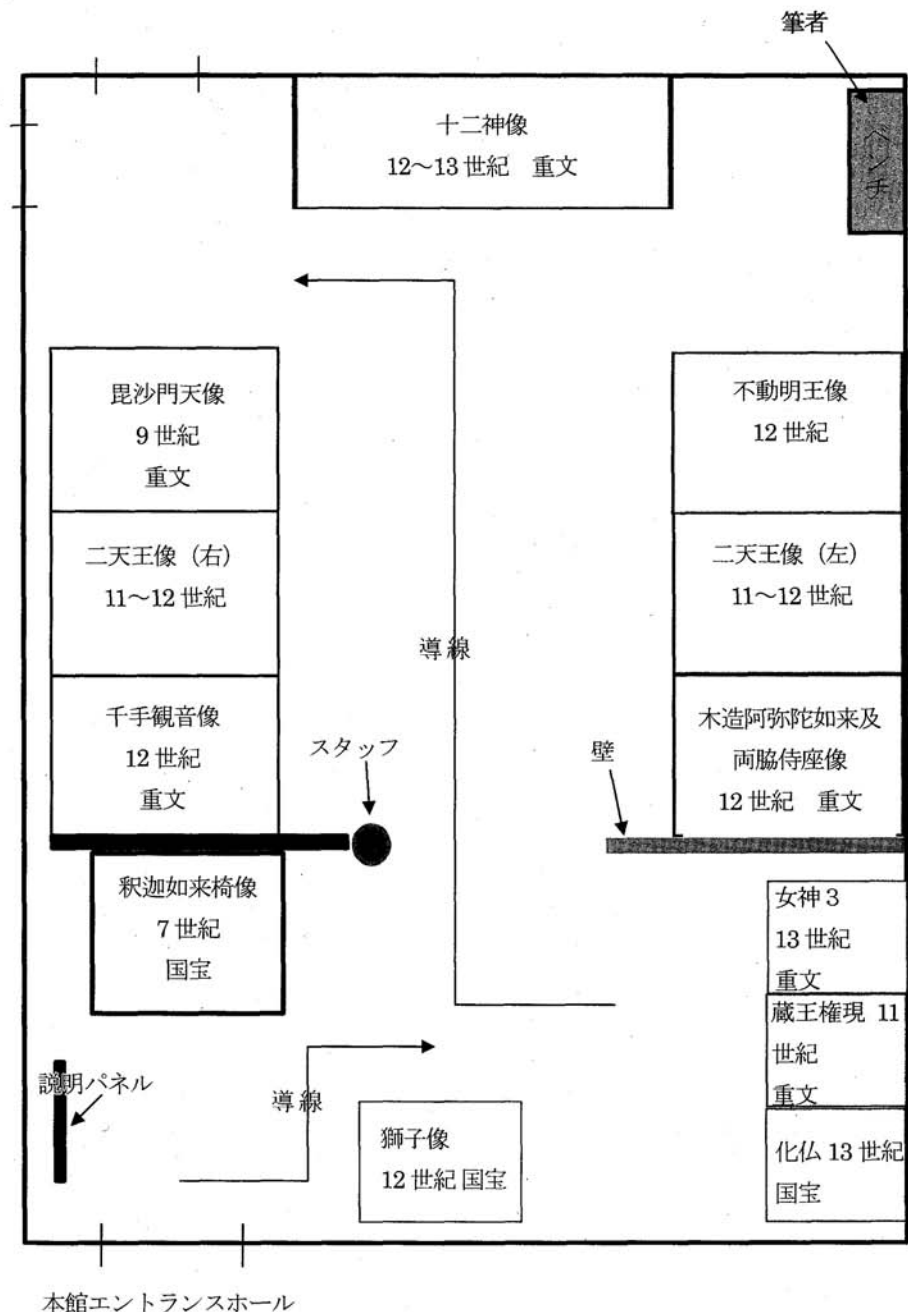 筆者
ベンチ
十二神像
12～13世紀 重文
毘沙門天像
9世紀
重文
不動明王像
12世紀
二天王像（右）
11～12世紀
二天王像（左）
11～12世紀
導線
千手観音像
12世紀
重文
スタッフ
壁
木造阿弥陀如来及
両脇侍座像
12世紀 重文
釈迦如来椅像
7世紀
国宝
女神3
13世紀
重文
蔵王権現 11
世紀
重文
説明パネル
導線
獅子像
12世紀 国宝
化仏 13世紀
国宝
本館エントランスホール